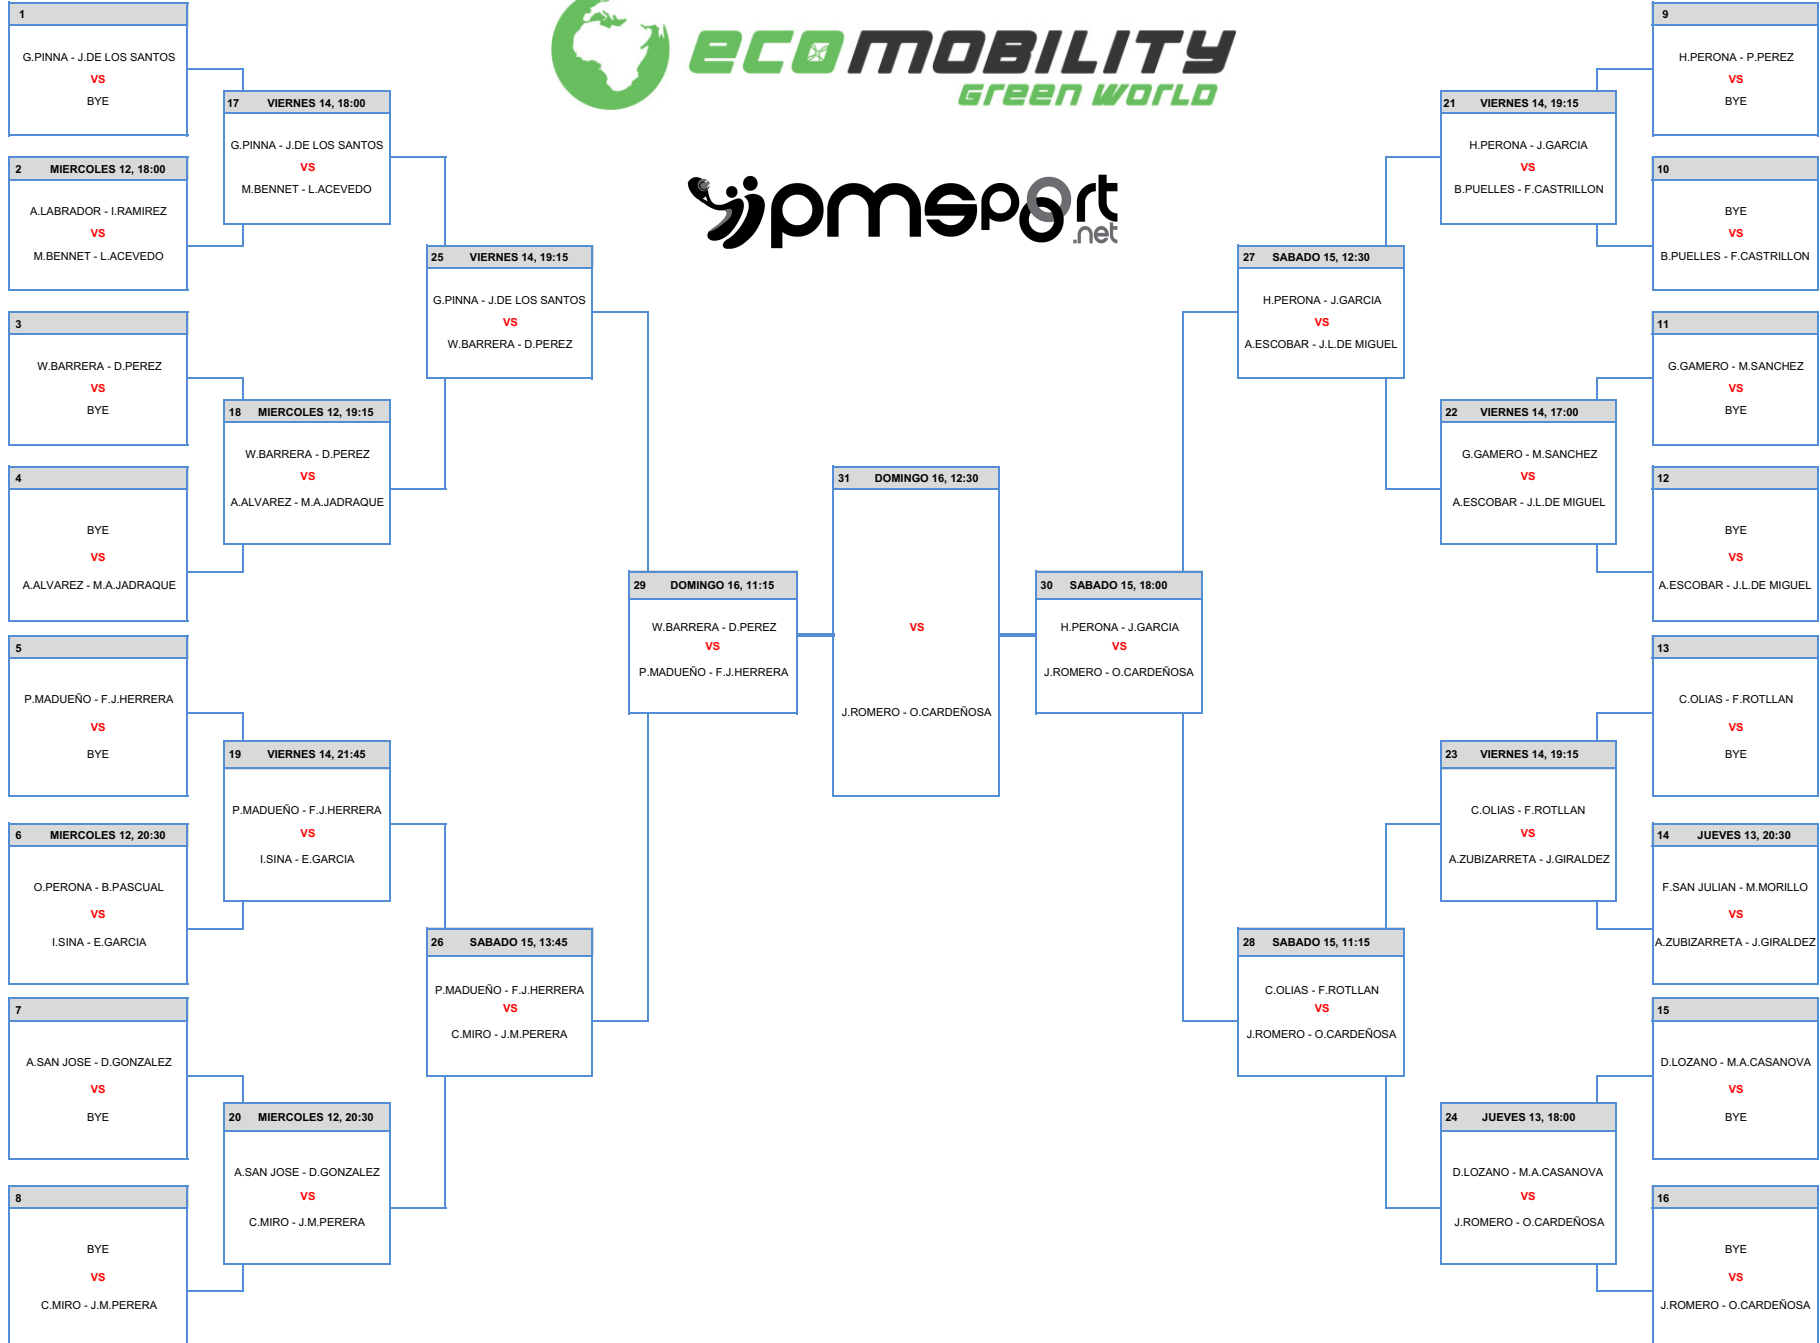 ECOMOBILITY
GREEN WORLD
pmsport
.net
1
G.PINNA - J.DE LOS SANTOS
VS
BYE
2 MIERCOLES 12, 18:00
A.LABRADOR - I.RAMIREZ
VS
M.BENNET - L.ACEVEDO
3
W.BARRERA - D.PEREZ
VS
BYE
4
BYE
VS
A.ALVAREZ - M.A.JADRAQUE
5
P.MADUEÑO - F.J.HERRERA
VS
BYE
6 MIERCOLES 12, 20:30
O.PERONA - B.PASCUAL
VS
I.SINA - E.GARCIA
7
A.SAN JOSE - D.GONZALEZ
VS
BYE
8
BYE
VS
C.MIRO - J.M.PERERA
17 VIERNES 14, 18:00
G.PINNA - J.DE LOS SANTOS
VS
M.BENNET - L.ACEVEDO
18 MIERCOLES 12, 19:15
W.BARRERA - D.PEREZ
VS
A.ALVAREZ - M.A.JADRAQUE
19 VIERNES 14, 21:45
P.MADUEÑO - F.J.HERRERA
VS
I.SINA - E.GARCIA
20 MIERCOLES 12, 20:30
A.SAN JOSE - D.GONZALEZ
VS
C.MIRO - J.M.PERERA
25 VIERNES 14, 19:15
G.PINNA - J.DE LOS SANTOS
VS
W.BARRERA - D.PEREZ
26 SABADO 15, 13:45
P.MADUEÑO - F.J.HERRERA
VS
C.MIRO - J.M.PERERA
29 DOMINGO 16, 11:15
W.BARRERA - D.PEREZ
VS
P.MADUEÑO - F.J.HERRERA
31 DOMINGO 16, 12:30
VS
J.ROMERO - O.CARDEÑOSA
30 SABADO 15, 18:00
H.PERONA - J.GARCIA
VS
J.ROMERO - O.CARDEÑOSA
27 SABADO 15, 12:30
H.PERONA - J.GARCIA
VS
A.ESCOBAR - J.L.DE MIGUEL
28 SABADO 15, 11:15
C.OLIAS - F.ROTLLAN
VS
J.ROMERO - O.CARDEÑOSA
21 VIERNES 14, 19:15
H.PERONA - J.GARCIA
VS
B.PUELLES - F.CASTRILLON
22 VIERNES 14, 17:00
G.GAMERO - M.SANCHEZ
VS
A.ESCOBAR - J.L.DE MIGUEL
23 VIERNES 14, 19:15
C.OLIAS - F.ROTLLAN
VS
A.ZUBIZARRETA - J.GIRALDEZ
24 JUEVES 13, 18:00
D.LOZANO - M.A.CASANOVA
VS
J.ROMERO - O.CARDEÑOSA
9
H.PERONA - P.PEREZ
VS
BYE
10
BYE
VS
B.PUELLES - F.CASTRILLON
11
G.GAMERO - M.SANCHEZ
VS
BYE
12
BYE
VS
A.ESCOBAR - J.L.DE MIGUEL
13
C.OLIAS - F.ROTLLAN
VS
BYE
14 JUEVES 13, 20:30
F.SAN JULIAN - M.MORILLO
VS
A.ZUBIZARRETA - J.GIRALDEZ
15
D.LOZANO - M.A.CASANOVA
VS
BYE
16
BYE
VS
J.ROMERO - O.CARDEÑOSA